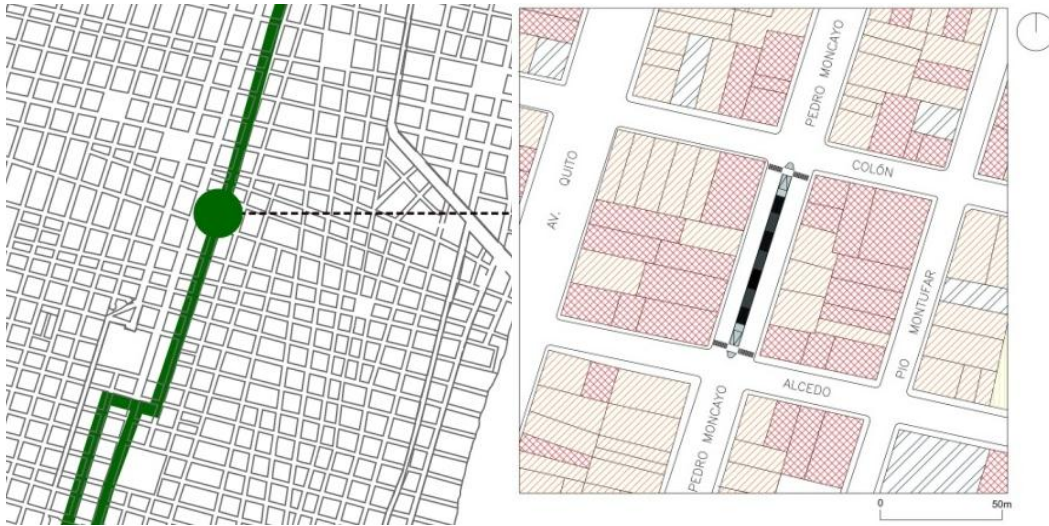 PEDRO MONCAYO
AV. QUITO
COLÓN
PIO MONTUFAR
ALCEDO
PEDRO MONCAYO
0 50m